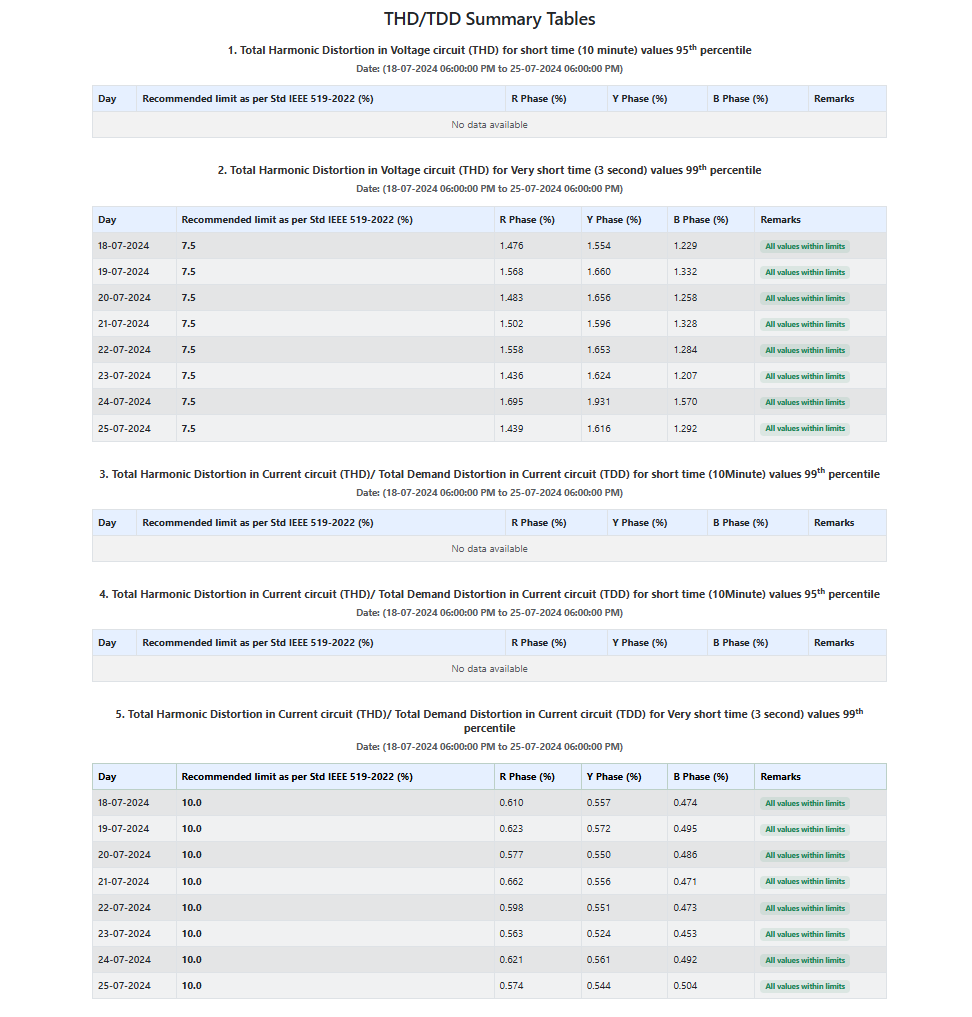 THD/TDD Summary Tables
1. Total Harmonic Distortion in Voltage circuit (THD) for short time (10 minute) values 95th percentile
Date: (18-07-2024 06:00:00 PM to 25-07-2024 06:00:00 PM)
Day Recommended limit as per Std IEEE 519-2022 (%) R Phase (%) Y Phase (%) B Phase (%) Remarks
No data available
2. Total Harmonic Distortion in Voltage circuit (THD) for Very short time (3 second) values 99th percentile
Date: (18-07-2024 06:00:00 PM to 25-07-2024 06:00:00 PM)
Day Recommended limit as per Std IEEE 519-2022 (%) R Phase (%) Y Phase (%) B Phase (%) Remarks
18-07-2024 7.5 1.476 1.554 1.229 All values within limits
19-07-2024 7.5 1.568 1.660 1.332 All values within limits
20-07-2024 7.5 1.483 1.656 1.258 All values within limits
21-07-2024 7.5 1.502 1.596 1.328 All values within limits
22-07-2024 7.5 1.558 1.653 1.284 All values within limits
23-07-2024 7.5 1.436 1.624 1.207 All values within limits
24-07-2024 7.5 1.695 1.931 1.570 All values within limits
25-07-2024 7.5 1.439 1.616 1.292 All values within limits
3. Total Harmonic Distortion in Current circuit (THD)/ Total Demand Distortion in Current circuit (TDD) for short time (10Minute) values 99th percentile
Date: (18-07-2024 06:00:00 PM to 25-07-2024 06:00:00 PM)
Day Recommended limit as per Std IEEE 519-2022 (%) R Phase (%) Y Phase (%) B Phase (%) Remarks
No data available
4. Total Harmonic Distortion in Current circuit (THD)/ Total Demand Distortion in Current circuit (TDD) for short time (10Minute) values 95th percentile
Date: (18-07-2024 06:00:00 PM to 25-07-2024 06:00:00 PM)
Day Recommended limit as per Std IEEE 519-2022 (%) R Phase (%) Y Phase (%) B Phase (%) Remarks
No data available
5. Total Harmonic Distortion in Current circuit (THD)/ Total Demand Distortion in Current circuit (TDD) for Very short time (3 second) values 99th
percentile
Date: (18-07-2024 06:00:00 PM to 25-07-2024 06:00:00 PM)
Day Recommended limit as per Std IEEE 519-2022 (%) R Phase (%) Y Phase (%) B Phase (%) Remarks
18-07-2024 10.0 0.610 0.557 0.474 All values within limits
19-07-2024 10.0 0.623 0.572 0.495 All values within limits
20-07-2024 10.0 0.577 0.550 0.486 All values within limits
21-07-2024 10.0 0.662 0.556 0.471 All values within limits
22-07-2024 10.0 0.598 0.551 0.473 All values within limits
23-07-2024 10.0 0.563 0.524 0.453 All values within limits
24-07-2024 10.0 0.621 0.561 0.492 All values within limits
25-07-2024 10.0 0.574 0.544 0.504 All values within limits